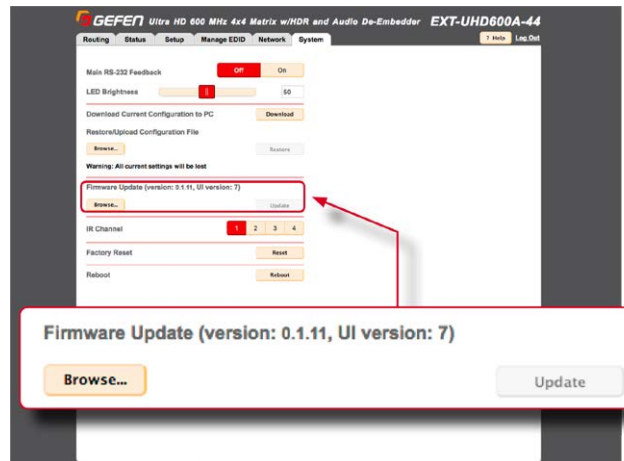 GEFEN Ultra HD 600 MHz 4x4 Matrix w/HDR and Audio De-Embedder EXT-UHD600A-44
Routing Status Setup Manage EDID Network System ? Help Log Out
Main RS-232 Feedback Off On
LED Brightness 50
Download Current Configuration to PC Download
Restore/Upload Configuration File
Browse... Restore
Warning: All current settings will be lost
Firmware Update (version: 0.1.11, UI version: 7)
Browse... Update
IR Channel 1 2 3 4
Factory Reset Reset
Reboot Reboot
Firmware Update (version: 0.1.11, UI version: 7)
Browse... Update